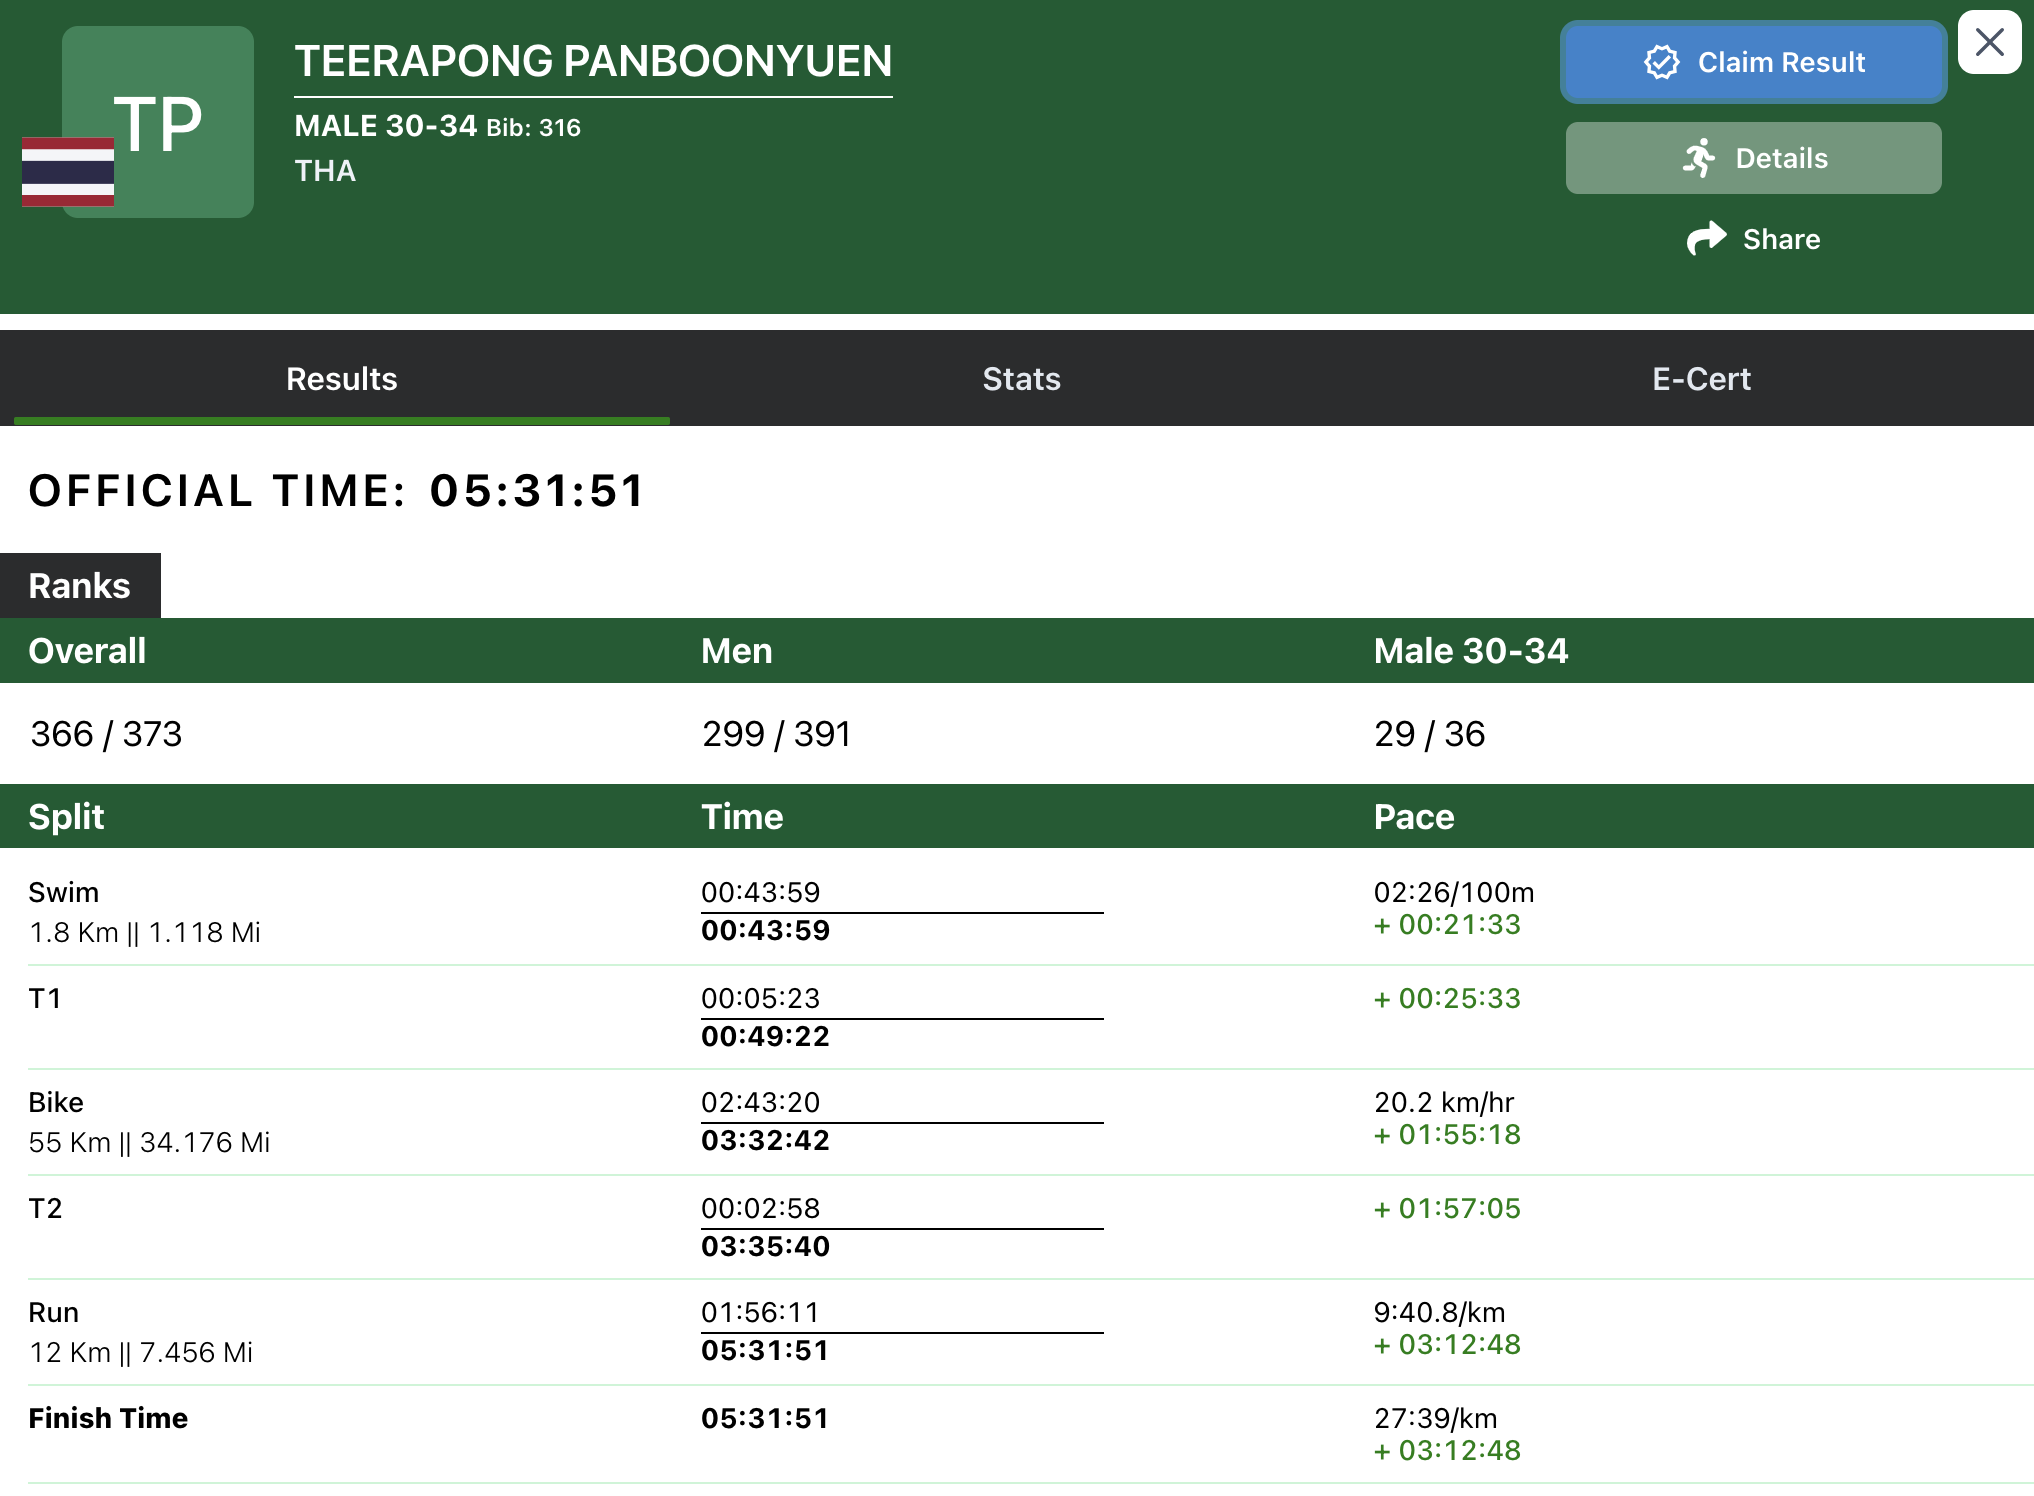 TP
TEERAPONG PANBOONYUEN
MALE 30-34 Bib: 316
THA
Claim Result
Details
Share
Results Stats E-Cert
OFFICIAL TIME: 05:31:51
Ranks
Overall Men Male 30-34
366 / 373 299 / 391 29 / 36
Split Time Pace
Swim 00:43:59 02:26/100m
1.8 Km || 1.118 Mi 00:43:59 + 00:21:33
T1 00:05:23 + 00:25:33
00:49:22
Bike 02:43:20 20.2 km/hr
55 Km || 34.176 Mi 03:32:42 + 01:55:18
T2 00:02:58 + 01:57:05
03:35:40
Run 01:56:11 9:40.8/km
12 Km || 7.456 Mi 05:31:51 + 03:12:48
Finish Time 05:31:51 27:39/km
+ 03:12:48